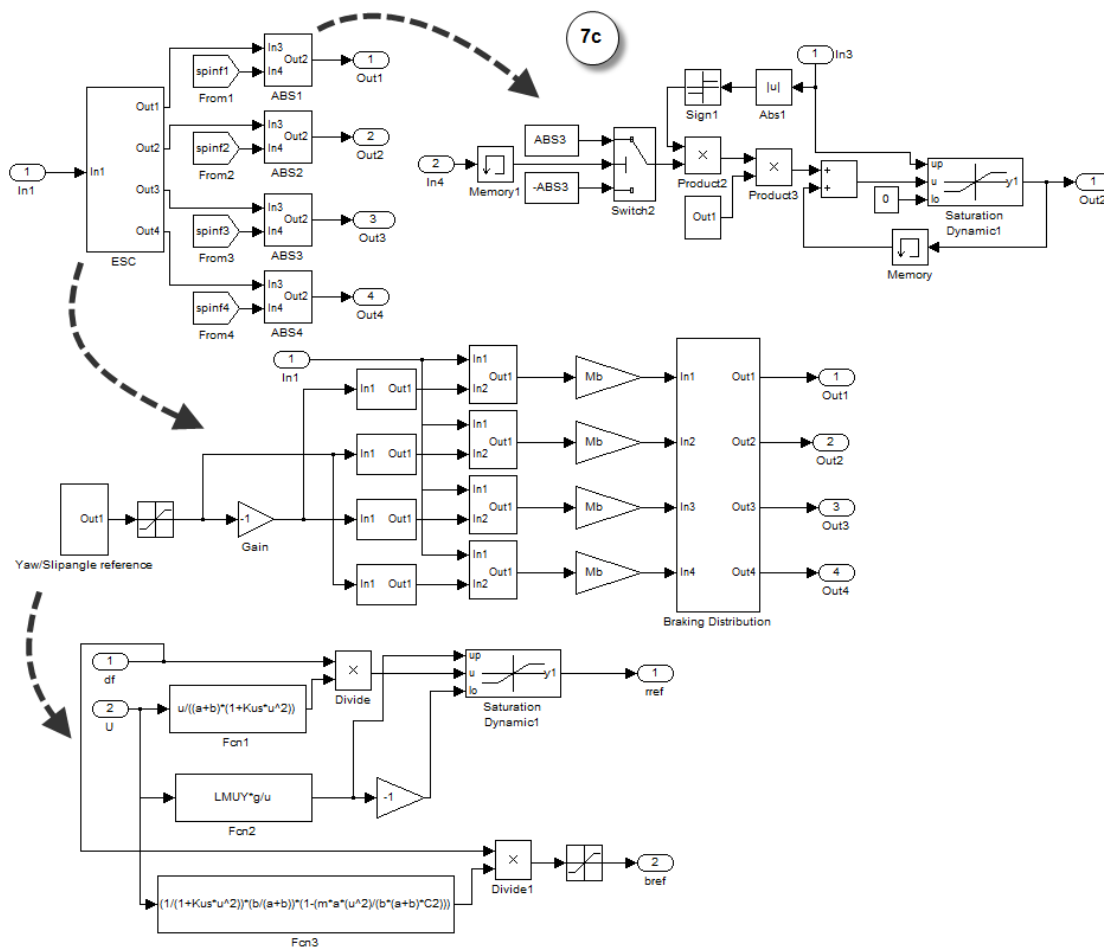 7c
In1
1
In1
ESC
Out1
Out2
Out3
Out4
spinf1
From1
In3
In4
Out2
ABS1
1
Out1
spinf2
From2
In3
In4
Out2
ABS2
2
Out2
spinf3
From3
In3
In4
Out2
ABS3
3
Out3
spinf4
From4
In3
In4
Out2
ABS4
4
Out4
1
In3
|u|
Abs1
Sign1
2
In4
Memory1
ABS3
-ABS3
Switch2
×
Product2
Out1
×
Product3
+
+
0
up
u
lo
y1
Saturation
Dynamic1
1
Out2
Memory
1
In1
In1 Out1
In1 Out1
In1 Out1
In1 Out1
In1
In2
Out1
In1
In2
Out1
In1
In2
Out1
In1
In2
Out1
Mb
Mb
Mb
Mb
In1
In2
In3
In4
Out1
Out2
Out3
Out4
Braking Distribution
1
Out1
2
Out2
3
Out3
4
Out4
Out1
Yaw/Slipangle reference
-1
Gain
1
df
2
U
u/((a+b)*(1+Kus*u^2))
Fcn1
×
Divide
LMUY*g/u
Fcn2
-1
up
u
lo
y1
Saturation
Dynamic1
1
rref
(1/(1+Kus*u^2))*(b/(a+b))*(1-(m*a*(u^2)/(b*(a+b)*C2)))
Fcn3
×
Divide1
2
bref